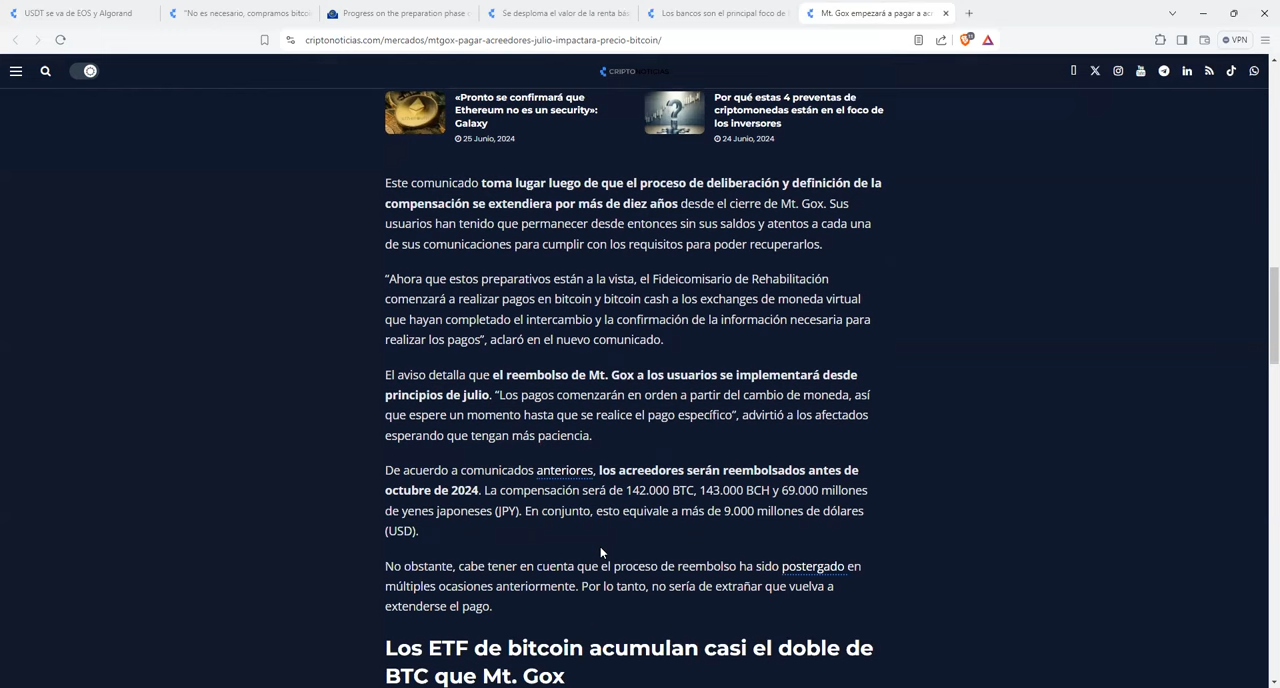 USDT se va de EOS y Algorand
"No es necesario, compramos bitcoi
Progress on the preparation phase
Se desploma el valor de la renta bás
Los bancos son el principal foco de
Mt. Gox empezará a pagar a acr
criptonoticias.com/mercados/mtgox-pagar-acreedores-julio-impactara-precio-bitcoin/
VPN
CRIPTONOTICIAS
«Pronto se confirmará que
Ethereum no es un security»:
Galaxy
25 Junio, 2024
Por qué estas 4 preventas de
criptomonedas están en el foco de
los inversores
24 Junio, 2024
Este comunicado toma lugar luego de que el proceso de deliberación y definición de la
compensación se extendiera por más de diez años desde el cierre de Mt. Gox. Sus
usuarios han tenido que permanecer desde entonces sin sus saldos y atentos a cada una
de sus comunicaciones para cumplir con los requisitos para poder recuperarlos.
“Ahora que estos preparativos están a la vista, el Fideicomisario de Rehabilitación
comenzará a realizar pagos en bitcoin y bitcoin cash a los exchanges de moneda virtual
que hayan completado el intercambio y la confirmación de la información necesaria para
realizar los pagos”, aclaró en el nuevo comunicado.
El aviso detalla que el reembolso de Mt. Gox a los usuarios se implementará desde
principios de julio. “Los pagos comenzarán en orden a partir del cambio de moneda, así
que espere un momento hasta que se realice el pago específico“, advirtió a los afectados
esperando que tengan más paciencia.
De acuerdo a comunicados anteriores, los acreedores serán reembolsados antes de
octubre de 2024. La compensación será de 142.000 BTC, 143.000 BCH y 69.000 millones
de yenes japoneses (JPY). En conjunto, esto equivale a más de 9.000 millones de dólares
(USD).
No obstante, cabe tener en cuenta que el proceso de reembolso ha sido postergado en
múltiples ocasiones anteriormente. Por lo tanto, no sería de extrañar que vuelva a
extenderse el pago.
Los ETF de bitcoin acumulan casi el doble de
BTC que Mt. Gox